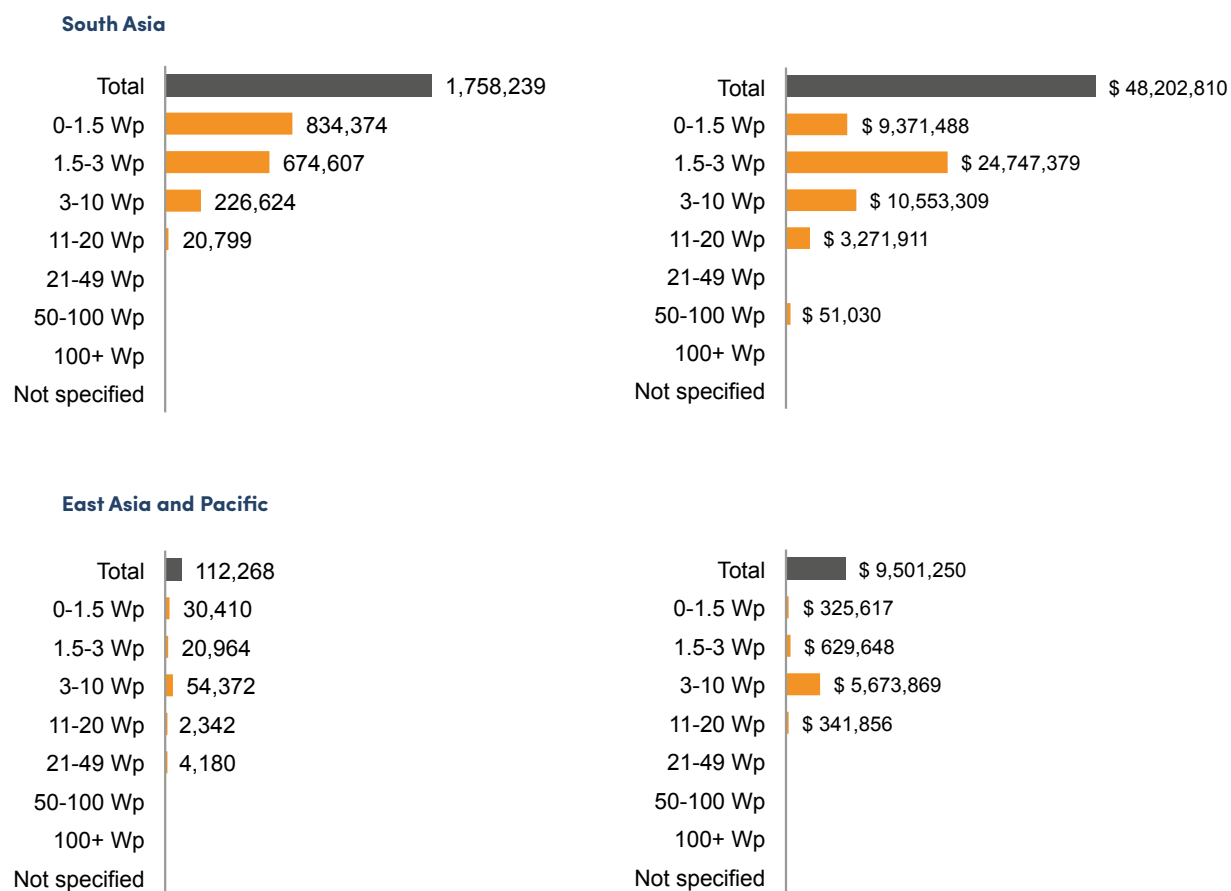 South Asia
Total 1,758,239
0-1.5 Wp 834,374
1.5-3 Wp 674,607
3-10 Wp 226,624
11-20 Wp 20,799
21-49 Wp
50-100 Wp
100+ Wp
Not specified
Total $ 48,202,810
0-1.5 Wp $ 9,371,488
1.5-3 Wp $ 24,747,379
3-10 Wp $ 10,553,309
11-20 Wp $ 3,271,911
21-49 Wp
50-100 Wp $ 51,030
100+ Wp
Not specified
East Asia and Pacific
Total 112,268
0-1.5 Wp 30,410
1.5-3 Wp 20,964
3-10 Wp 54,372
11-20 Wp 2,342
21-49 Wp 4,180
50-100 Wp
100+ Wp
Not specified
Total $ 9,501,250
0-1.5 Wp $ 325,617
1.5-3 Wp $ 629,648
3-10 Wp $ 5,673,869
11-20 Wp $ 341,856
21-49 Wp
50-100 Wp
100+ Wp
Not specified